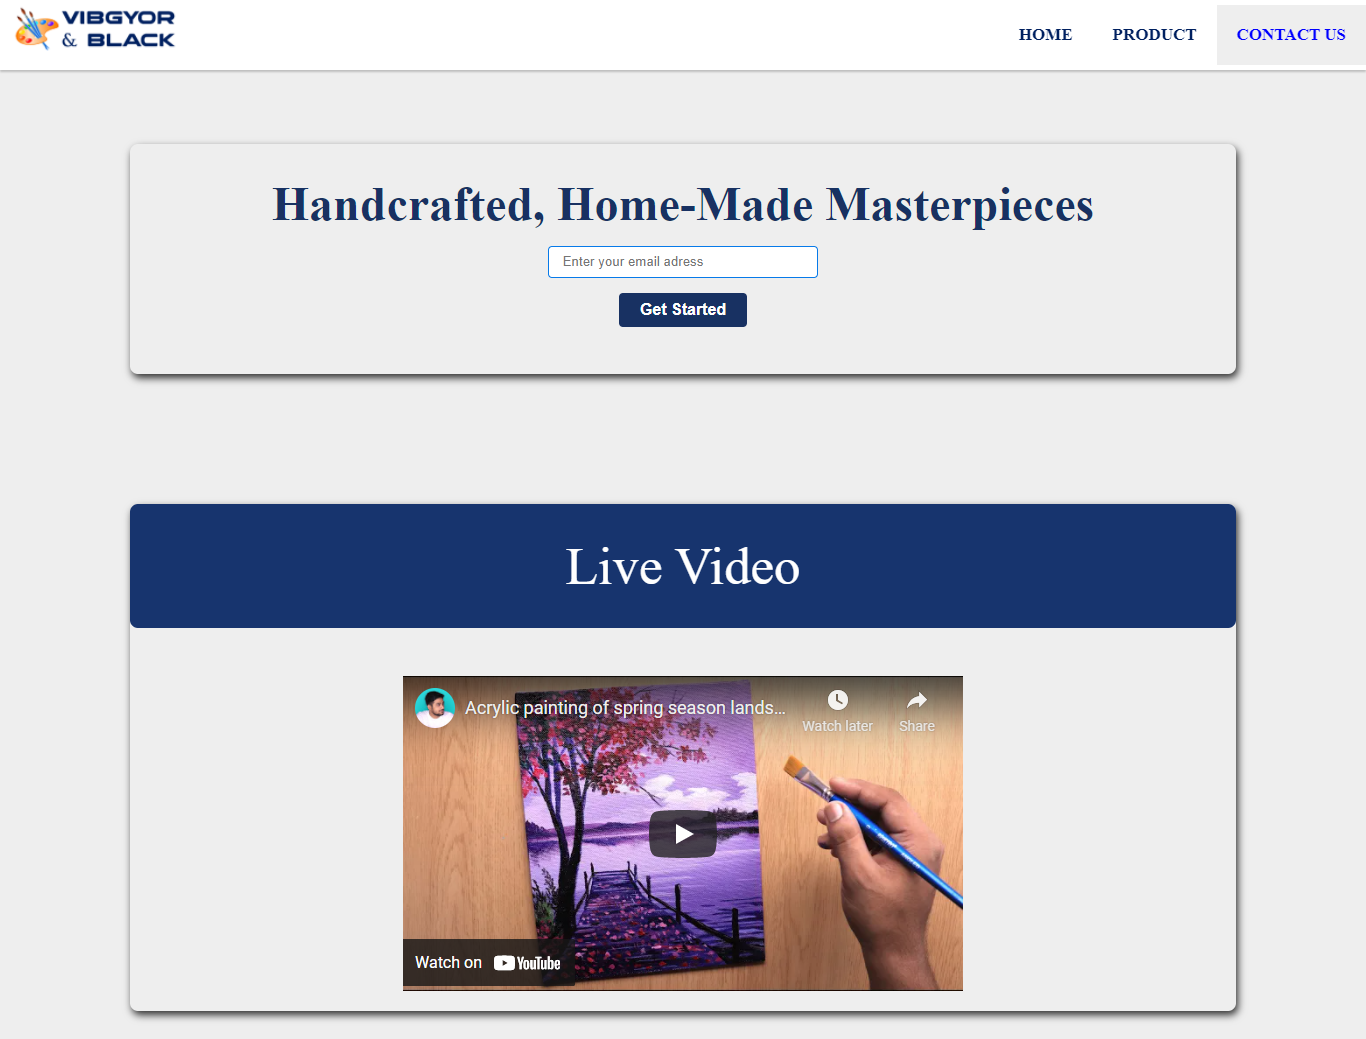 VIBGYOR
& BLACK
HOME PRODUCT CONTACT US
Handcrafted, Home-Made Masterpieces
Enter your email adress
Get Started
Live Video
Acrylic painting of spring season lands...
Watch later Share
Watch on YouTube